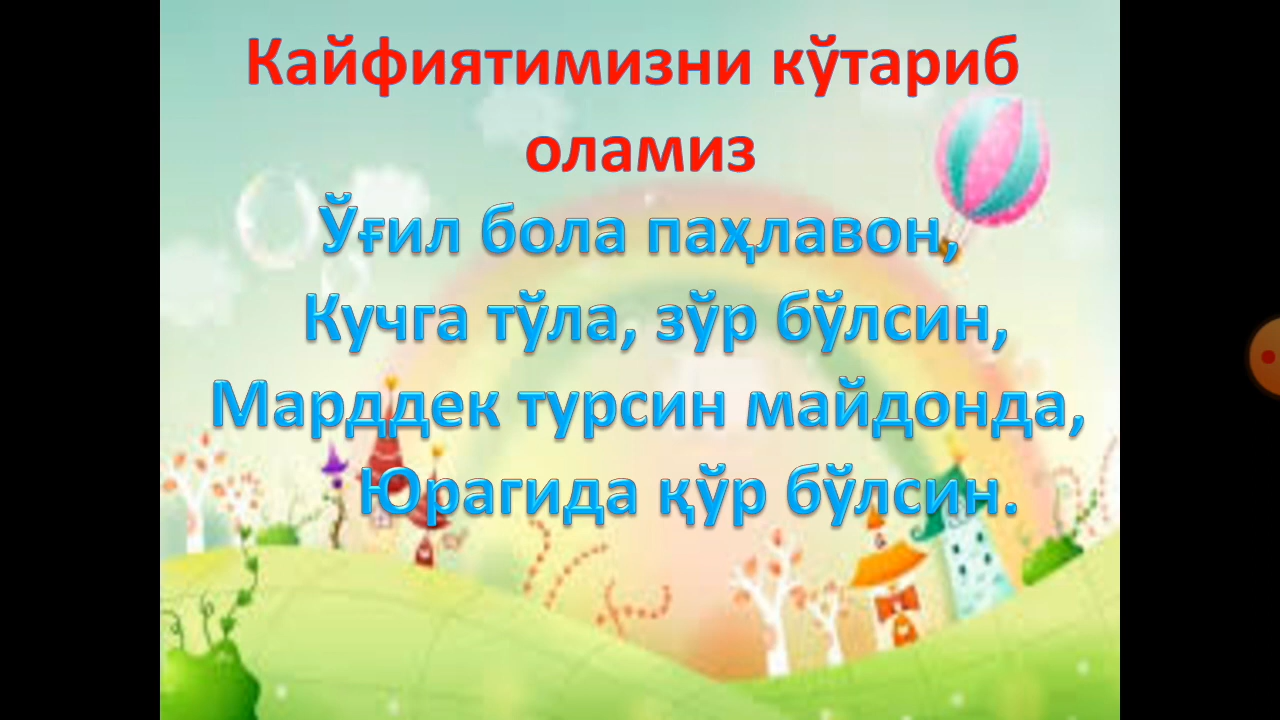 Кайфиятимизни кўтариб
оламиз
Ўғил бола паҳлавон,
Кучга тўла, зўр бўлсин,
Марддек турсин майдонда,
Юрагида қўр бўлсин.